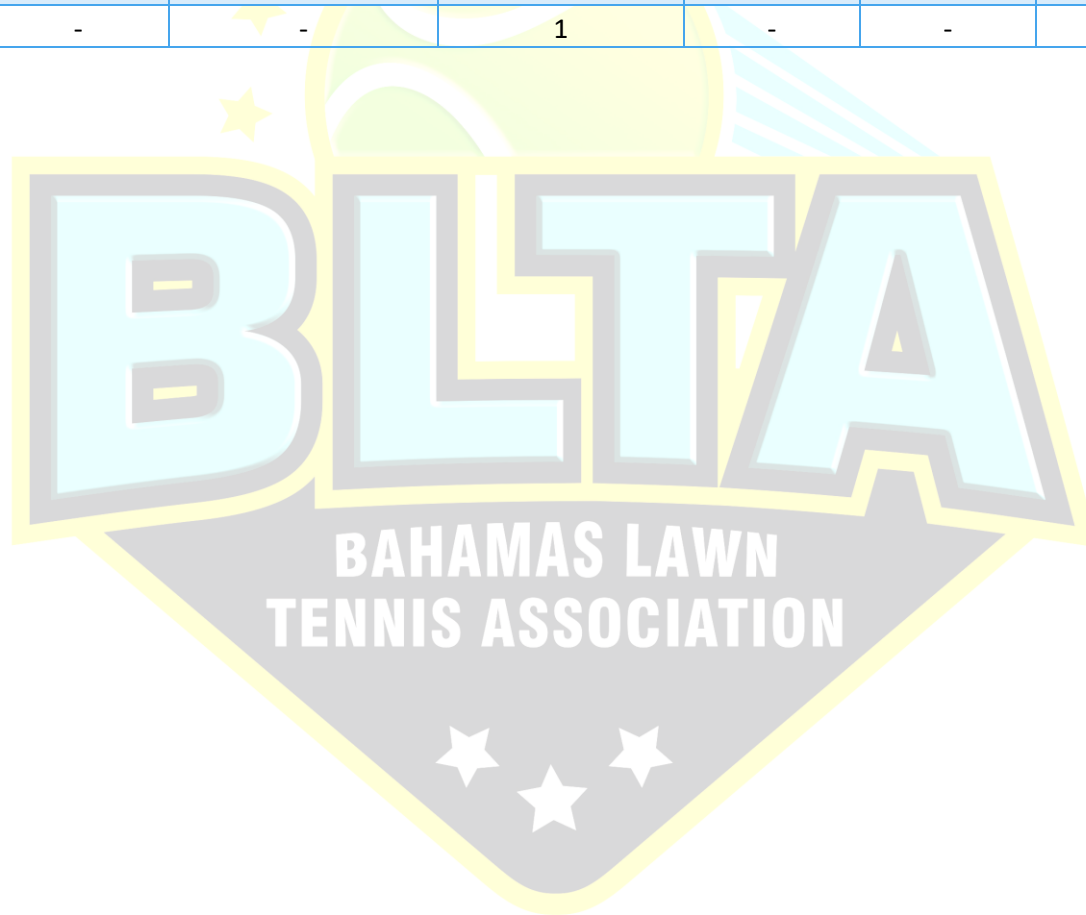 - - 1 - -
BLTA
BAHAMAS LAWN
TENNIS ASSOCIATION